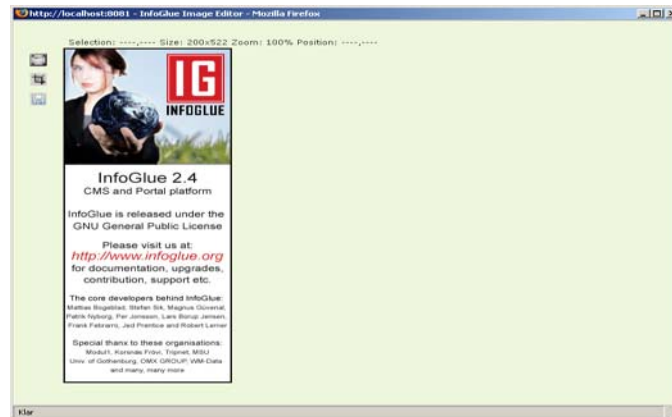 http://localhost:8081 - InfoGlue Image Editor - Mozilla Firefox
Selection: ----,---- Size: 200x522 Zoom: 100% Position: ----,----
IG
INFOGLUE
InfoGlue 2.4
CMS and Portal platform
InfoGlue is released under the
GNU General Public License
Please visit us at:
http://www.infoglue.org
for documentation, upgrades,
contribution, support etc.
The core developers behind InfoGlue:
Mattias Bogeblad, Stefan Sik, Magnus Güvenal,
Patrik Nyborg, Per Jonsson, Lars Borup Jensen,
Frank Febbraro, Jed Prentice and Robert Lerner
Special thanx to these organisations:
Modul1, Korsnäs Frövi, Tripnet, MSU
Univ. of Gothenburg, OMX GROUP, WM-Data
and many, many more
Klar